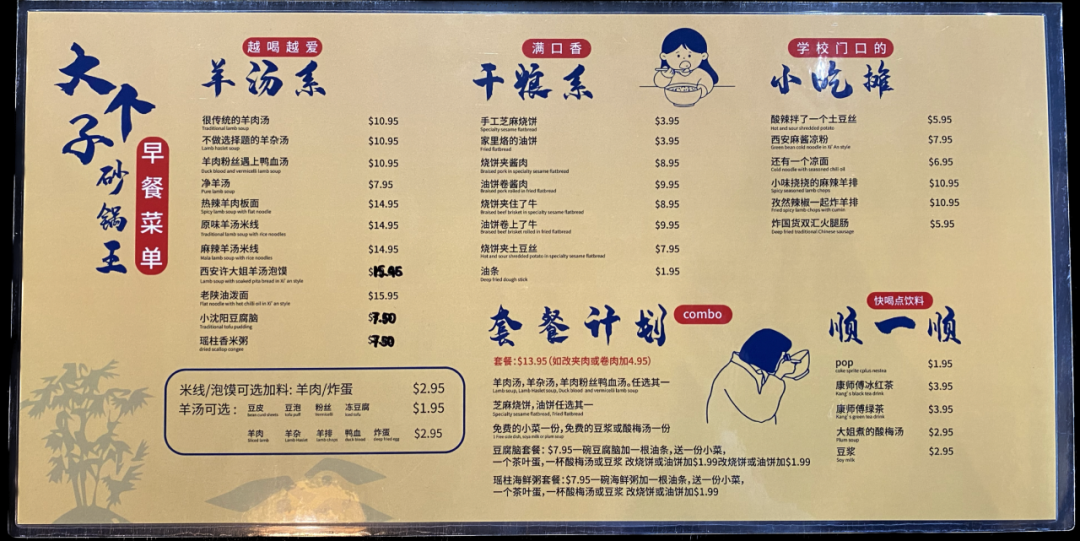 大个子
砂锅王
早餐菜单
越喝越爱
羊汤系
很传统的羊肉汤 $10.95
Traditional lamb soup
不做选择题的羊杂汤 $10.95
Lamb Haslet soup
羊肉粉丝遇上鸭血汤 $10.95
Duck blood and vermicelli lamb soup
净羊汤 $7.95
Pure lamb soup
热辣羊肉板面 $14.95
Spicy lamb soup with flat noodle
原味羊汤米线 $14.95
Traditional lamb soup with rice noodles
麻辣羊汤米线 $14.95
Mala lamb soup with rice noodles
西安许大姐羊汤泡馍 $15.95
Lamb soup with soaked pita bread in Xi' an style
老陕油泼面 $15.95
Flat noodle with hot chilli oil in Xi' an style
小沈阳豆腐脑 $7.50
Traditional tofu pudding
瑶柱香米粥 $7.50
dried scallop congee
米线/泡馍可选加料: 羊肉/炸蛋 $2.95
羊汤可选: 豆皮 豆泡 粉丝 冻豆腐 $1.95
bean curd sheets tofu puff vermicelli iced tofu
羊肉 羊杂 羊排 鸭血 炸蛋 $2.95
sliced lamb Lamb Haslet lamb chops duck blood deep fried egg
满口香
干粮系
手工芝麻烧饼 $3.95
Specialty sesame flatbread
家里烙的油饼 $3.95
Fried flatbread
烧饼夹酱肉 $8.95
Braised pork in specialty sesame flatbread
油饼卷酱肉 $9.95
Braised pork rolled in fried flatbread
烧饼夹住了牛 $8.95
Braised beef brisket in specialty sesame flatbread
油饼卷上了牛 $9.95
Braised beef brisket rolled in fried flatbread
烧饼夹土豆丝 $7.95
Hot and sour shredded potato in specialty sesame flatbread
油条 $1.95
Deep fried dough stick
学校门口的
小吃摊
酸辣拌了一个土豆丝 $5.95
Hot and sour shredded potato
西安麻酱凉粉 $7.95
Green bean cold noodle in Xi' An style
还有一个凉面 $6.95
Cold noodle with seasoned chili oil
小味挠挠的麻辣羊排 $10.95
Spicy seasoned lamb chops
孜然辣椒一起炸羊排 $10.95
Fried spicy lamb chops with cumin
炸国货双汇火腿肠 $5.95
Deep fried traditional Chinese sausage
套餐计划 combo
套餐:$13.95(如改夹肉或卷肉加4.95)
羊肉汤,羊杂汤,羊肉粉丝鸭血汤。任选其一
Lamb soup, Lamb Haslet soup, Duck blood and vermicelli lamb soup
芝麻烧饼,油饼任选其一
Specialty sesame flatbread, Fried flatbread
免费的小菜一份,免费的豆浆或酸梅汤一份
1 Free side dish, soya milk or plum soup
豆腐脑套餐: $7.95一碗豆腐脑加一根油条,送一份小菜,
一个茶叶蛋,一杯酸梅汤或豆浆 改烧饼或油饼加$1.99改烧饼或油饼加$1.99
瑶柱海鲜粥套餐:$7.95一碗海鲜粥加一根油条,送一份小菜,
一个茶叶蛋,一杯酸梅汤或豆浆 改烧饼或油饼加$1.99
快喝点饮料
顺一顺
pop $1.95
coke sprite cplus nestea
康师傅冰红茶 $3.95
Kang' s black tea drink
康师傅绿茶 $3.95
Kang' s green tea drink
大姐煮的酸梅汤 $2.95
Plum soup
豆浆 $2.95
Soy milk